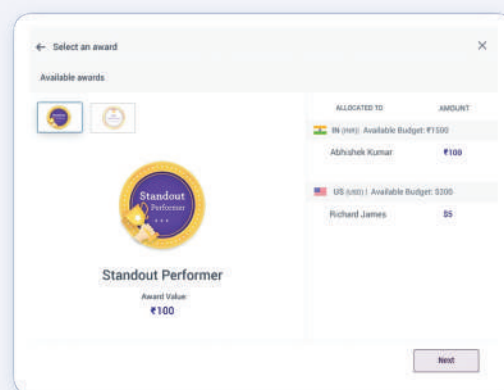 ← Select an award
Available awards
Standout
Performer
Standout Performer
Award Value
₹100
ALLOCATED TO AMOUNT
IN (INR) | Available Budget: ₹1500
Abhishek Kumar ₹100
US (USD) | Available Budget: $200
Richard James $5
Next